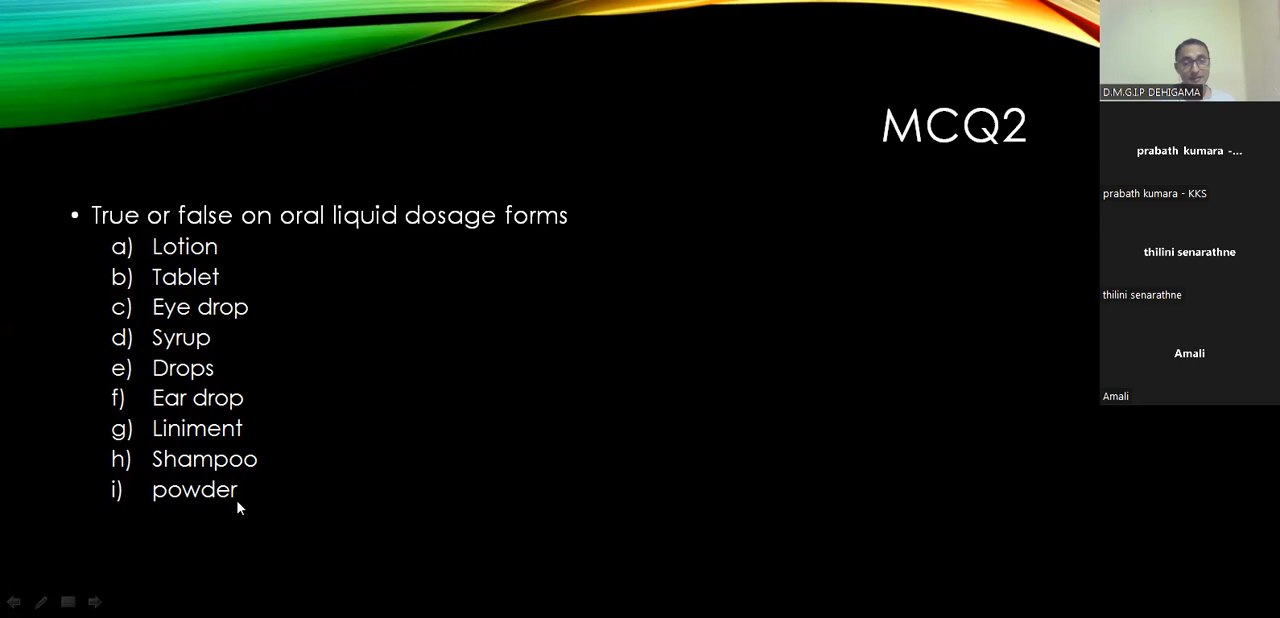 MCQ2
• True or false on oral liquid dosage forms
a) Lotion
b) Tablet
c) Eye drop
d) Syrup
e) Drops
f) Ear drop
g) Liniment
h) Shampoo
i) powder
D.M.G.I.P DEHIGAMA
prabath kumara -...
prabath kumara - KKS
thilini senarathne
thilini senarathne
Amali
Amali